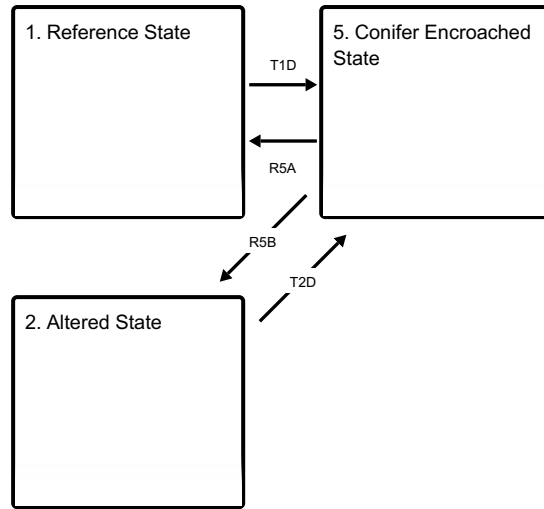 1. Reference State
5. Conifer Encroached
State
T1D
R5A
R5B
T2D
2. Altered State